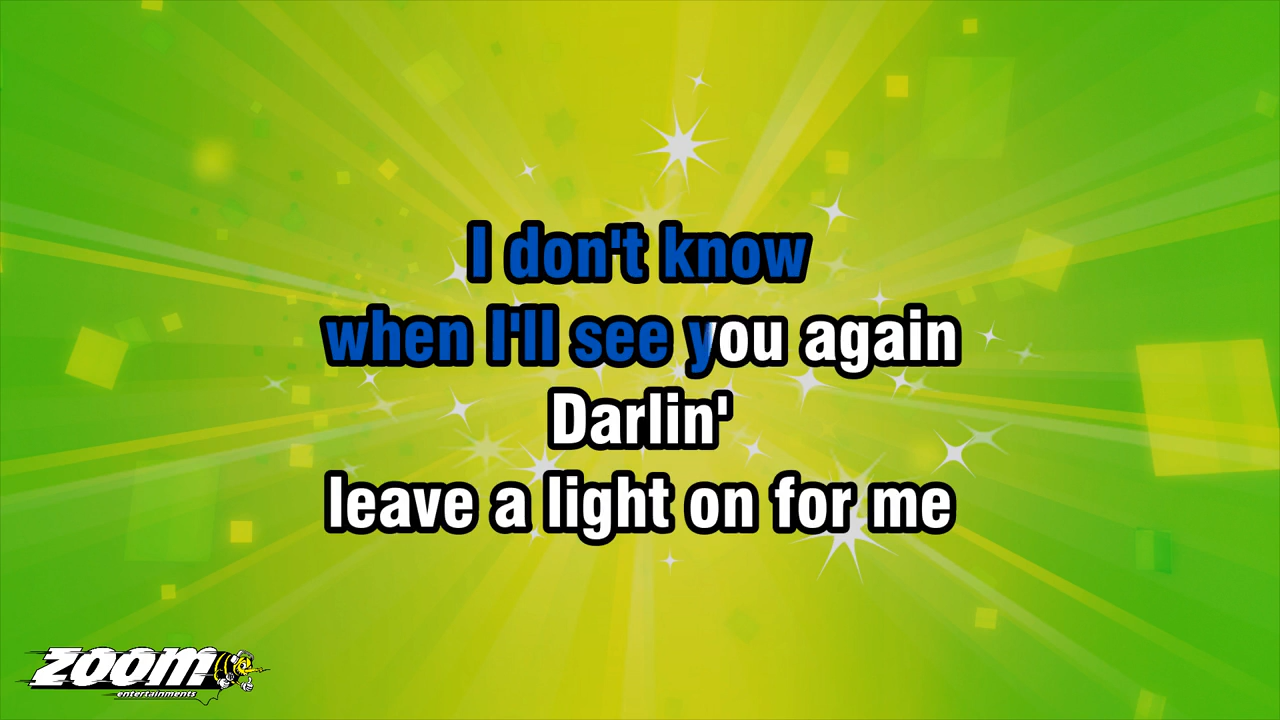 I don't know
when I'll see you again
Darlin'
leave a light on for me
ZOOM
entertainments